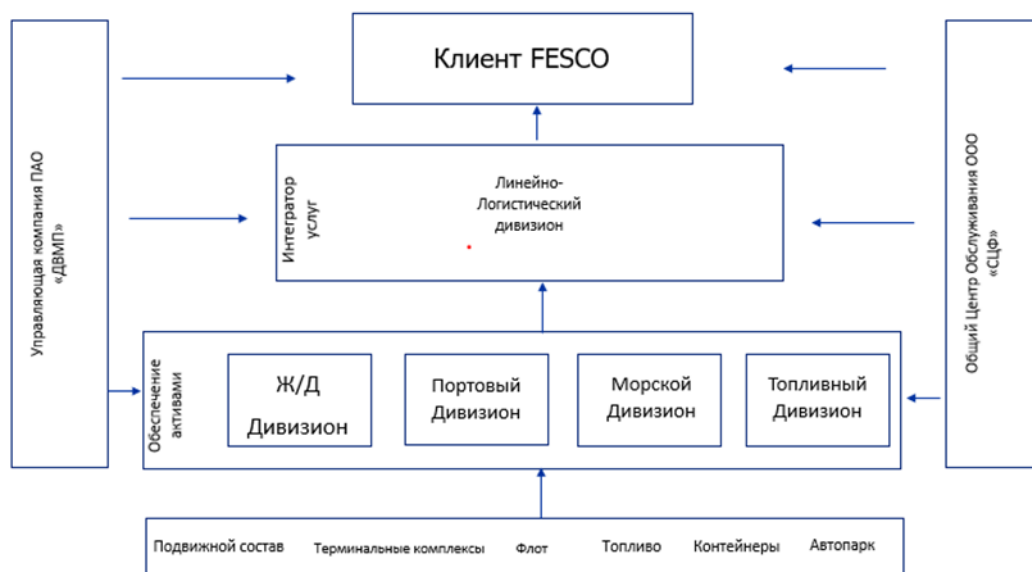 Клиент FESCO
Управляющая компания ПАО
«ДВМП»
Интегратор
услуг
Линейно-
Логистический
дивизион
Общий Центр Обслуживания ООО
«СЦФ»
Обеспечение
активами
Ж/Д
Дивизион
Портовый
Дивизион
Морской
Дивизион
Топливный
Дивизион
Подвижной состав Терминальные комплексы Флот Топливо Контейнеры Автопарк